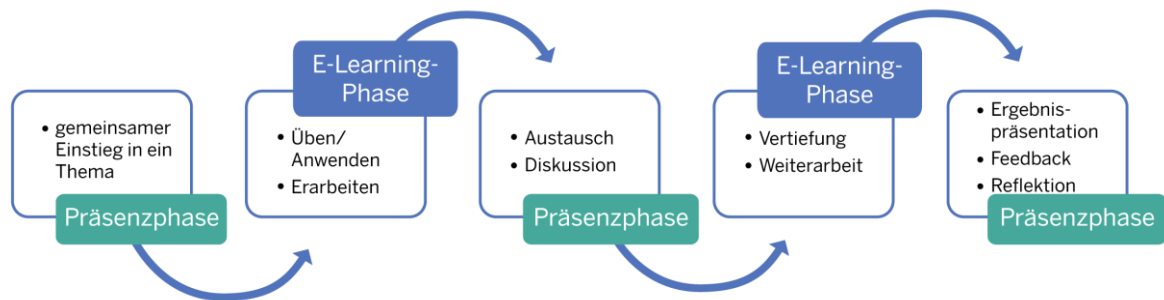 • gemeinsamer
Einstieg in ein
Thema
Präsenzphase
E-Learning-
Phase
• Üben/
Anwenden
• Erarbeiten
• Austausch
• Diskussion
Präsenzphase
E-Learning-
Phase
• Vertiefung
• Weiterarbeit
• Ergebnis-
präsentation
• Feedback
• Reflektion
Präsenzphase